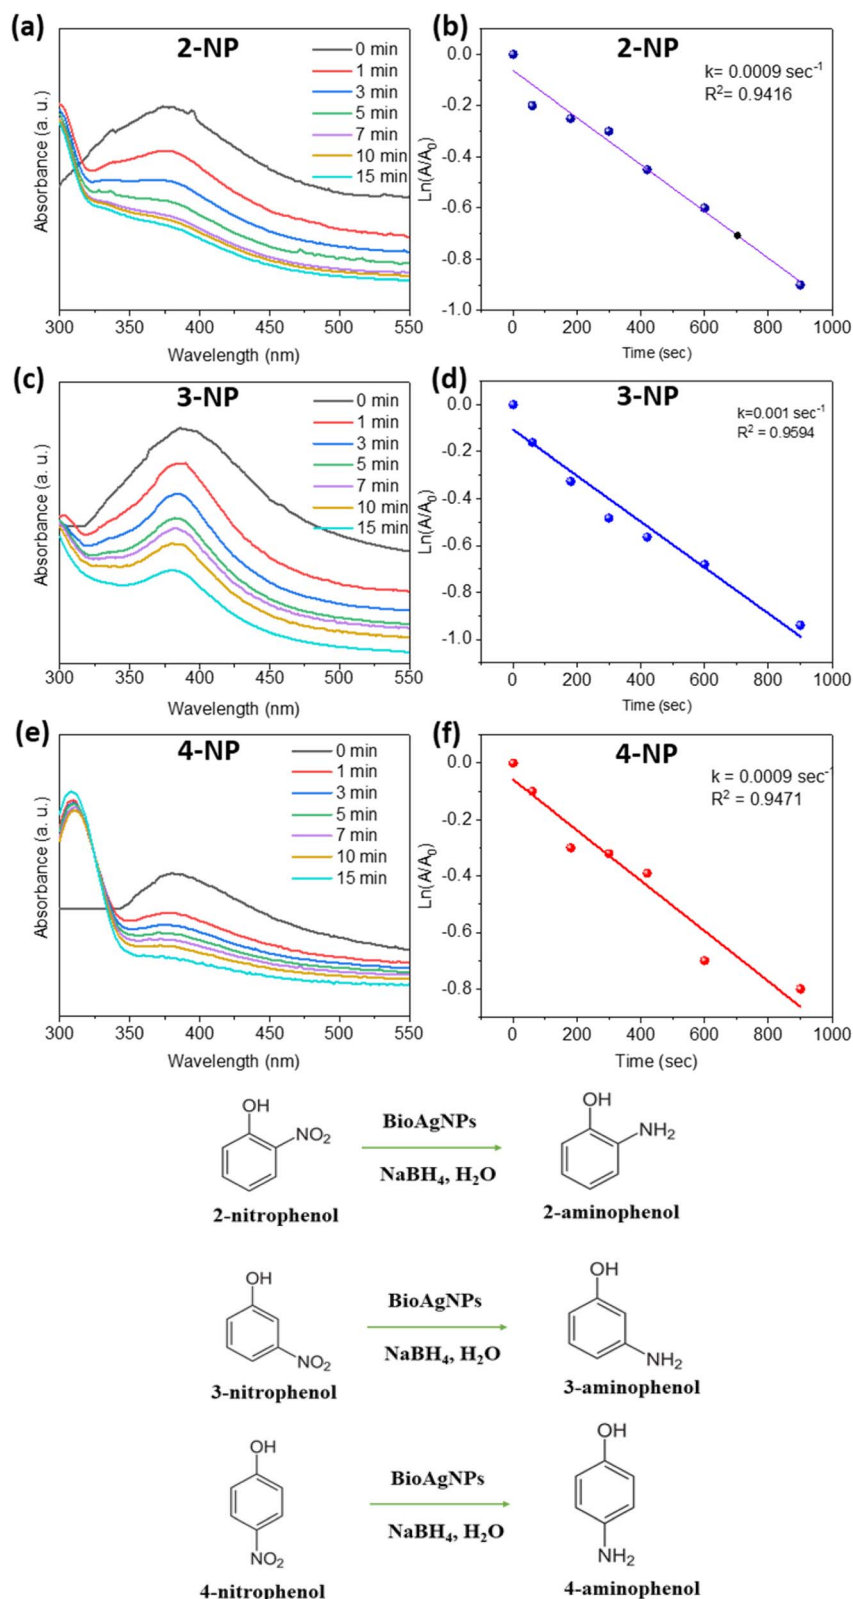 (a)
2-NP
0 min
1 min
3 min
5 min
7 min
10 min
15 min
Absorbance (a. u.)
300 350 400 450 500 550
Wavelength (nm)
(b)
2-NP
k= 0.0009 sec⁻¹
R²= 0.9416
Ln(A/A₀)
0.0
-0.2
-0.4
-0.6
-0.8
-1.0
0 200 400 600 800 1000
Time (sec)
(c)
3-NP
0 min
1 min
3 min
5 min
7 min
10 min
15 min
Absorbance (a. u.)
300 350 400 450 500 550
Wavelength (nm)
(d)
3-NP
k=0.001 sec⁻¹
R² = 0.9594
Ln(A/A₀)
0.0
-0.2
-0.4
-0.6
-0.8
-1.0
0 200 400 600 800 1000
Time (sec)
(e)
4-NP
0 min
1 min
3 min
5 min
7 min
10 min
15 min
Absorbance (a. u.)
300 350 400 450 500 550
Wavelength (nm)
(f)
4-NP
k = 0.0009 sec⁻¹
R² = 0.9471
Ln(A/A₀)
0.0
-0.2
-0.4
-0.6
-0.8
0 200 400 600 800 1000
Time (sec)
OH
NO₂
2-nitrophenol
BioAgNPs
NaBH₄, H₂O
OH
NH₂
2-aminophenol
OH
NO₂
3-nitrophenol
BioAgNPs
NaBH₄, H₂O
OH
NH₂
3-aminophenol
OH
NO₂
4-nitrophenol
BioAgNPs
NaBH₄, H₂O
OH
NH₂
4-aminophenol